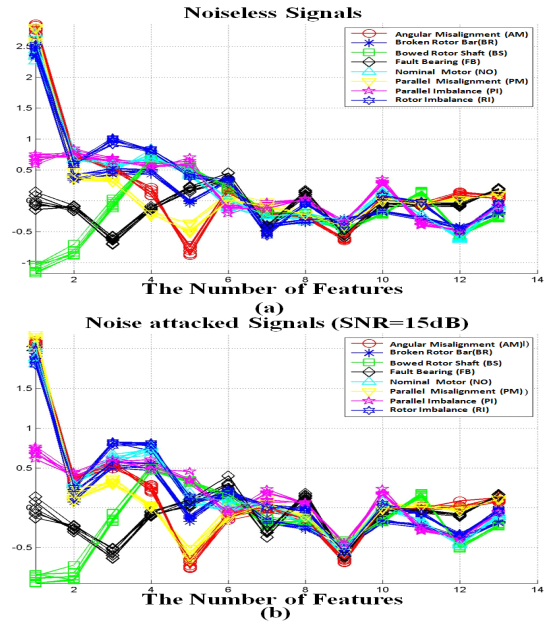 Noiseless Signals
3
2.5
2
1.5
1
0.5
0
-0.5
-1
Angular Misalignment (AM)
Broken Rotor Bar(BR)
Bowed Rotor Shaft (BS)
Fault Bearing (FB)
Nominal Motor (NO)
Parallel Misalignment (PM)
Parallel Imbalance (PI)
Rotor Imbalance (RI)
2 4 6 8 10 12 14
The Number of Features
(a)
Noise attacked Signals (SNR=15dB)
2
1.5
1
0.5
0
-0.5
Angular Misalignment (AM))
Broken Rotor Bar(BR)
Bowed Rotor Shaft (BS)
Fault Bearing (FB)
Nominal Motor (NO)
Parallel Misalignment (PM )
Parallel Imbalance (PI)
Rotor Imbalance (RI)
2 4 6 8 10 12 14
The Number of Features
(b)